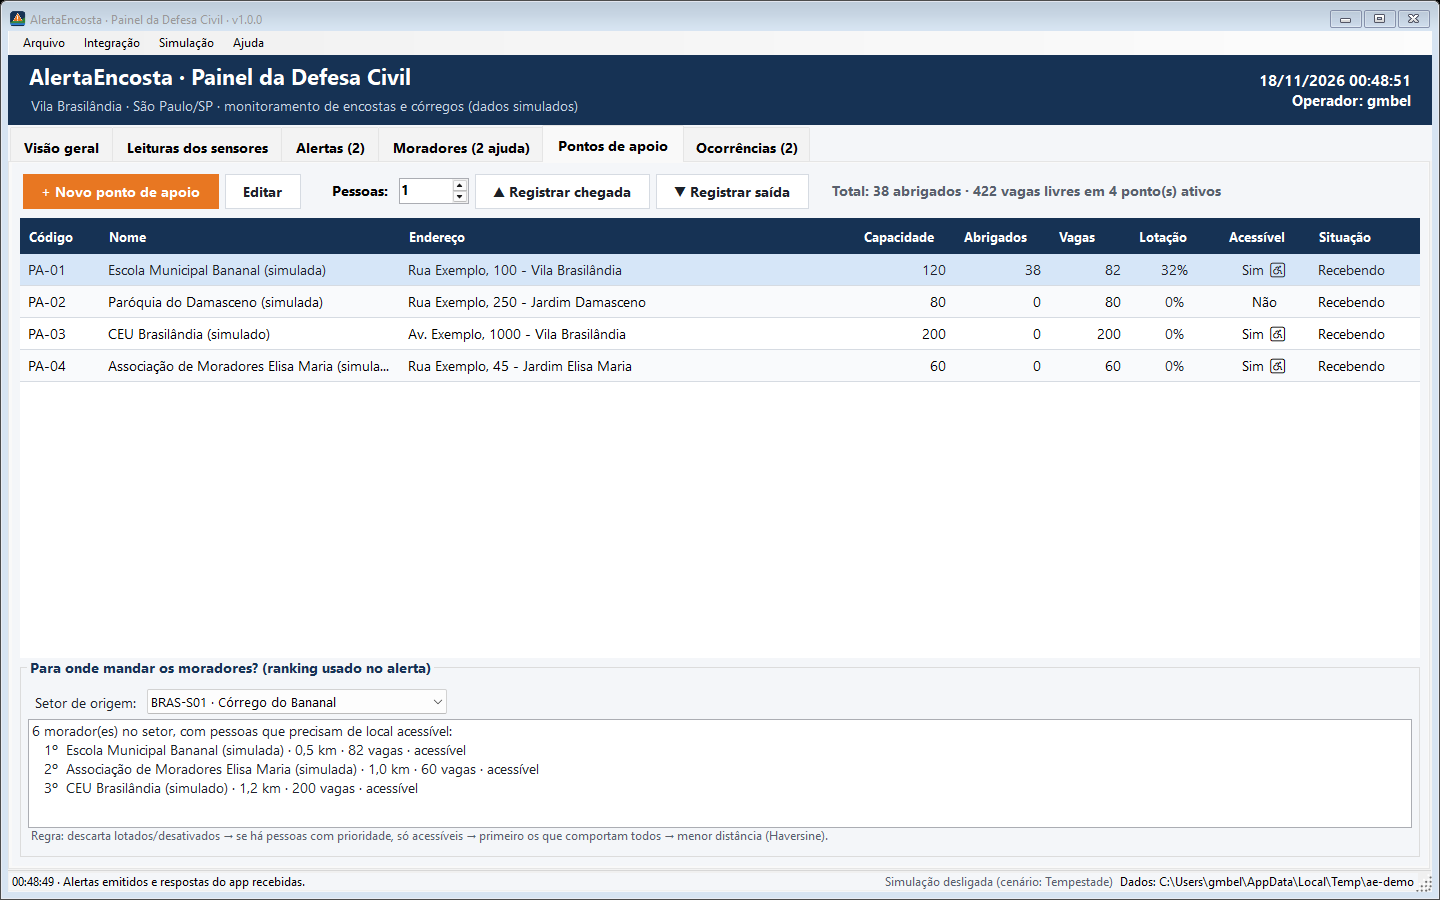 AlertaEncosta · Painel da Defesa Civil · v1.0.0
Arquivo Integração Simulação Ajuda
AlertaEncosta · Painel da Defesa Civil
18/11/2026 00:48:51
Vila Brasilândia · São Paulo/SP · monitoramento de encostas e córregos (dados simulados)
Operador: gmbel
Visão geral Leituras dos sensores Alertas (2) Moradores (2 ajuda) Pontos de apoio Ocorrências (2)
+ Novo ponto de apoio Editar Pessoas: 1 ▲ Registrar chegada ▼ Registrar saída Total: 38 abrigados · 422 vagas livres em 4 ponto(s) ativos
Código Nome Endereço Capacidade Abrigados Vagas Lotação Acessível Situação
PA-01 Escola Municipal Bananal (simulada) Rua Exemplo, 100 - Vila Brasilândia 120 38 82 32% Sim ♿ Recebendo
PA-02 Paróquia do Damasceno (simulada) Rua Exemplo, 250 - Jardim Damasceno 80 0 80 0% Não Recebendo
PA-03 CEU Brasilândia (simulado) Av. Exemplo, 1000 - Vila Brasilândia 200 0 200 0% Sim ♿ Recebendo
PA-04 Associação de Moradores Elisa Maria (simula... Rua Exemplo, 45 - Jardim Elisa Maria 60 0 60 0% Sim ♿ Recebendo
Para onde mandar os moradores? (ranking usado no alerta)
Setor de origem: BRAS-S01 · Córrego do Bananal
6 morador(es) no setor, com pessoas que precisam de local acessível:
1º Escola Municipal Bananal (simulada) · 0,5 km · 82 vagas · acessível
2º Associação de Moradores Elisa Maria (simulada) · 1,0 km · 60 vagas · acessível
3º CEU Brasilândia (simulado) · 1,2 km · 200 vagas · acessível
Regra: descarta lotados/desativados → se há pessoas com prioridade, só acessíveis → primeiro os que comportam todos → menor distância (Haversine).
00:48:49 · Alertas emitidos e respostas do app recebidas. Simulação desligada (cenário: Tempestade) Dados: C:\Users\gmbel\AppData\Local\Temp\ae-demo